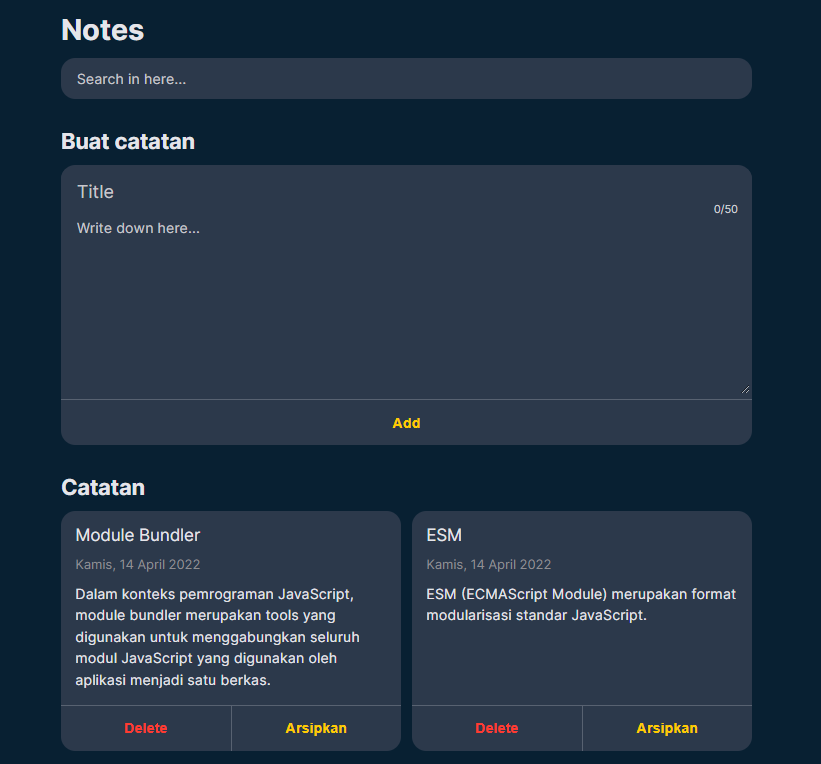 Notes
Search in here...
Buat catatan
Title
0/50
Write down here...
Add
Catatan
Module Bundler
Kamis, 14 April 2022
Dalam konteks pemrograman JavaScript,
module bundler merupakan tools yang
digunakan untuk menggabungkan seluruh
modul JavaScript yang digunakan oleh
aplikasi menjadi satu berkas.
Delete
Arsipkan
ESM
Kamis, 14 April 2022
ESM (ECMAScript Module) merupakan format
modularisasi standar JavaScript.
Delete
Arsipkan